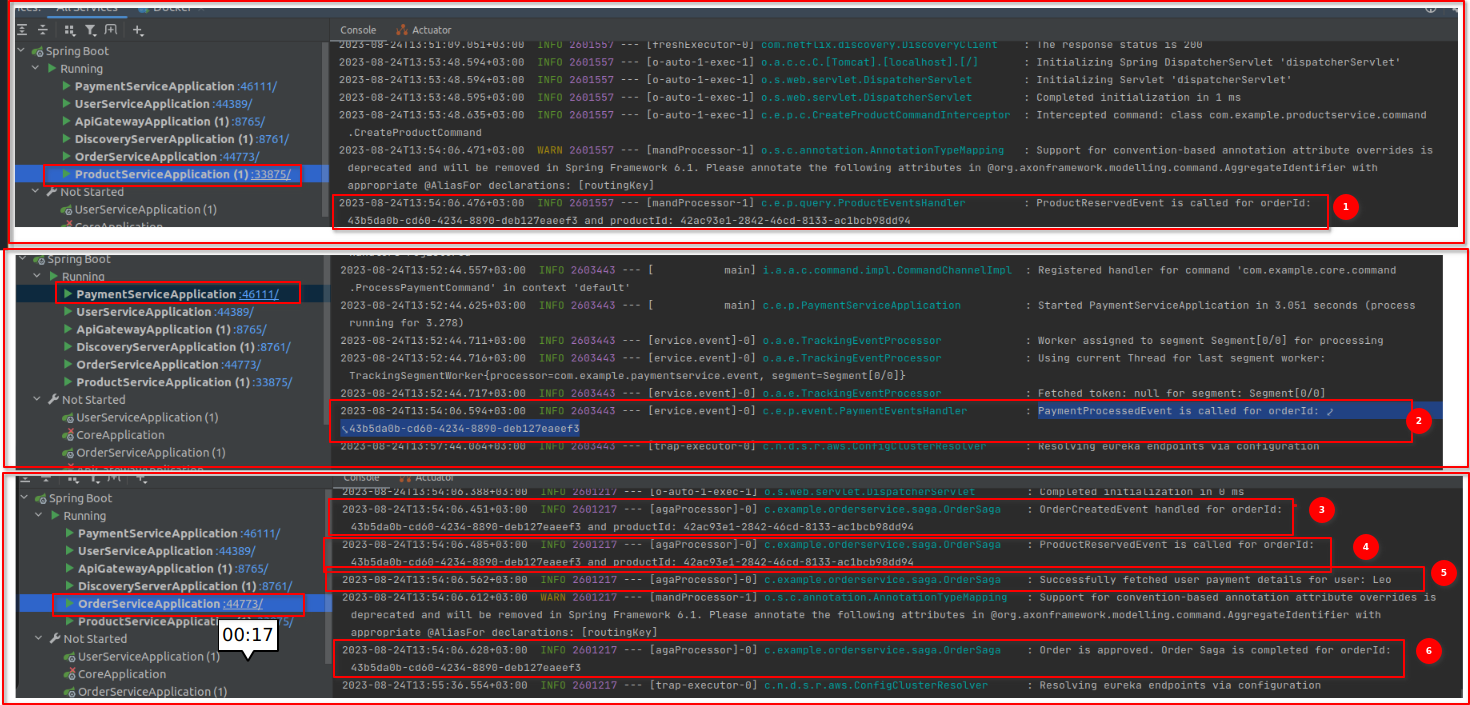 ices: All Services Docker
Console Actuator
Spring Boot
Running
PaymentServiceApplication :46111/
UserServiceApplication :44389/
ApiGatewayApplication (1) :8765/
DiscoveryServerApplication :8761/
OrderServiceApplication :44773/
ProductServiceApplication (1) :33875/
Not Started
UserServiceApplication (1)
CoreApplication
2023-08-24T13:51:09.051+03:00 INFO 2601557 --- [freshExecutor-0] com.netflix.discovery.DiscoveryClient : The response status is 200
2023-08-24T13:53:48.594+03:00 INFO 2601557 --- [o-auto-1-exec-1] o.a.c.c.C.[Tomcat].[localhost].[/] : Initializing Spring DispatcherServlet 'dispatcherServlet'
2023-08-24T13:53:48.594+03:00 INFO 2601557 --- [o-auto-1-exec-1] o.s.web.servlet.DispatcherServlet : Initializing Servlet 'dispatcherServlet'
2023-08-24T13:53:48.595+03:00 INFO 2601557 --- [o-auto-1-exec-1] o.s.web.servlet.DispatcherServlet : Completed initialization in 1 ms
2023-08-24T13:53:48.635+03:00 INFO 2601557 --- [o-auto-1-exec-1] c.e.p.c.CreateProductCommandInterceptor : Intercepted command: class com.example.productservice.command
.CreateProductCommand
2023-08-24T13:54:06.471+03:00 WARN 2601557 --- [mandProcessor-1] o.s.c.annotation.AnnotationTypeMapping : Support for convention-based annotation attribute overrides is
deprecated and will be removed in Spring Framework 6.1. Please annotate the following attributes in @org.axonframework.modelling.command.AggregateIdentifier with
appropriate @AliasFor declarations: [routingKey]
2023-08-24T13:54:06.476+03:00 INFO 2601557 --- [mandProcessor-1] c.e.p.query.ProductEventsHandler : ProductReservedEvent is called for orderId:
43b5da0b-cd60-4234-8890-deb127eaeef3 and productId: 42ac93e1-2842-46cd-8133-ac1bcb98dd94
1
Spring Boot
Running
PaymentServiceApplication :46111/
UserServiceApplication :44389/
ApiGatewayApplication (1) :8765/
DiscoveryServerApplication :8761/
OrderServiceApplication :44773/
ProductServiceApplication (1) :33875/
Not Started
UserServiceApplication (1)
CoreApplication
OrderServiceApplication (1)
ApiGatewayApplication
handlers registered
2023-08-24T13:52:44.557+03:00 INFO 2603443 --- [ main] i.a.a.c.command.impl.CommandChannelImpl : Registered handler for command 'com.example.core.command
.ProcessPaymentCommand' in context 'default'
2023-08-24T13:52:44.625+03:00 INFO 2603443 --- [ main] c.e.p.PaymentServiceApplication : Started PaymentServiceApplication in 3.051 seconds (process
running for 3.278)
2023-08-24T13:52:44.711+03:00 INFO 2603443 --- [ervice.event]-0] o.a.e.TrackingEventProcessor : Worker assigned to segment Segment[0/0] for processing
2023-08-24T13:52:44.716+03:00 INFO 2603443 --- [ervice.event]-0] o.a.e.TrackingEventProcessor : Using current Thread for last segment worker:
TrackingSegmentWorker{processor=com.example.paymentservice.event, segment=Segment[0/0]}
2023-08-24T13:52:44.717+03:00 INFO 2603443 --- [ervice.event]-0] o.a.e.TrackingEventProcessor : Fetched token: null for segment: Segment[0/0]
2023-08-24T13:54:06.594+03:00 INFO 2603443 --- [ervice.event]-0] c.e.p.event.PaymentEventsHandler : PaymentProcessedEvent is called for orderId:
43b5da0b-cd60-4234-8890-deb127eaeef3
2
2023-08-24T13:57:44.064+03:00 INFO 2603443 --- [trap-executor-0] c.n.d.s.r.aws.ConfigClusterResolver : Resolving eureka endpoints via configuration
Console Actuator
Spring Boot
Running
PaymentServiceApplication :46111/
UserServiceApplication :44389/
ApiGatewayApplication (1) :8765/
DiscoveryServerApplication :8761/
OrderServiceApplication :44773/
ProductServiceApplication
Not Started
00:17
UserServiceApplication (1)
CoreApplication
OrderServiceApplication (1)
2023-08-24T13:54:06.388+03:00 INFO 2601217 --- [o-auto-1-exec-1] o.s.web.servlet.DispatcherServlet : Completed initialization in 0 ms
2023-08-24T13:54:06.451+03:00 INFO 2601217 --- [agaProcessor]-0] c.example.orderservice.saga.OrderSaga : OrderCreatedEvent handled for orderId:
43b5da0b-cd60-4234-8890-deb127eaeef3 and productId: 42ac93e1-2842-46cd-8133-ac1bcb98dd94
3
2023-08-24T13:54:06.485+03:00 INFO 2601217 --- [agaProcessor]-0] c.example.orderservice.saga.OrderSaga : ProductReservedEvent is called for orderId:
43b5da0b-cd60-4234-8890-deb127eaeef3 and productId: 42ac93e1-2842-46cd-8133-ac1bcb98dd94
4
2023-08-24T13:54:06.562+03:00 INFO 2601217 --- [agaProcessor]-0] c.example.orderservice.saga.OrderSaga : Successfully fetched user payment details for user: Leo
5
2023-08-24T13:54:06.612+03:00 WARN 2601217 --- [mandProcessor-1] o.s.c.annotation.AnnotationTypeMapping : Support for convention-based annotation attribute overrides is
deprecated and will be removed in Spring Framework 6.1. Please annotate the following attributes in @org.axonframework.modelling.command.AggregateIdentifier with
appropriate @AliasFor declarations: [routingKey]
2023-08-24T13:54:06.628+03:00 INFO 2601217 --- [agaProcessor]-0] c.example.orderservice.saga.OrderSaga : Order is approved. Order Saga is completed for orderId:
43b5da0b-cd60-4234-8890-deb127eaeef3
6
2023-08-24T13:55:36.554+03:00 INFO 2601217 --- [trap-executor-0] c.n.d.s.r.aws.ConfigClusterResolver : Resolving eureka endpoints via configuration